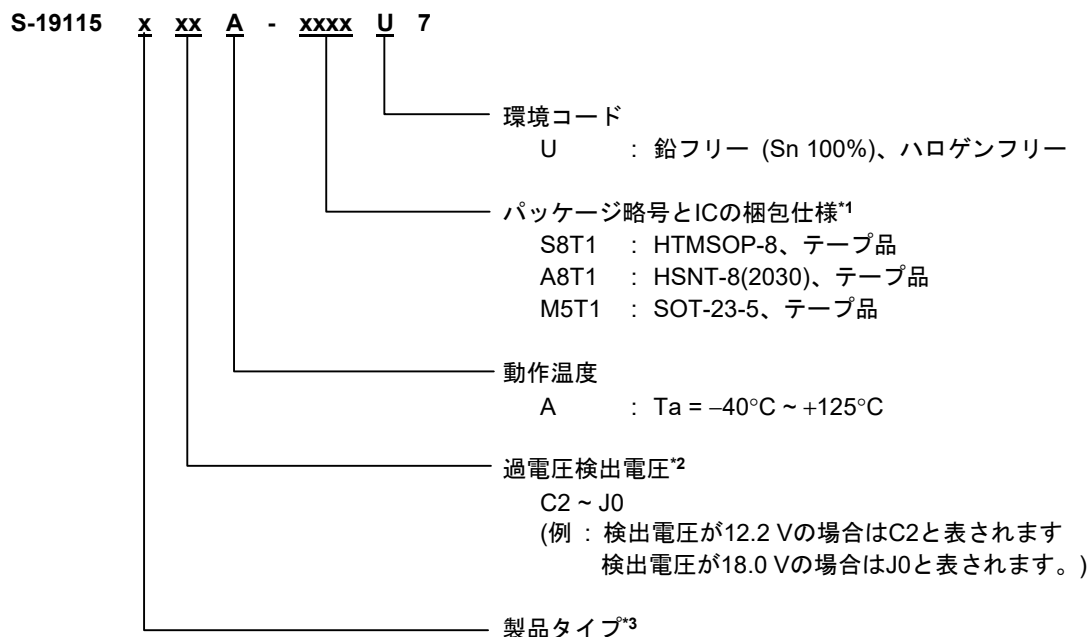 S-19115 x xx A - xxxx U 7
環境コード
U : 鉛フリー (Sn 100%)、ハロゲンフリー
パッケージ略号とICの梱包仕様*1
S8T1 : HTMSOP-8、テープ品
A8T1 : HSNT-8(2030)、テープ品
M5T1 : SOT-23-5、テープ品
動作温度
A : Ta = −40°C ~ +125°C
過電圧検出電圧*2
C2 ~ J0
(例 : 検出電圧が12.2 Vの場合はC2と表されます
検出電圧が18.0 Vの場合はJ0と表されます。)
製品タイプ*3